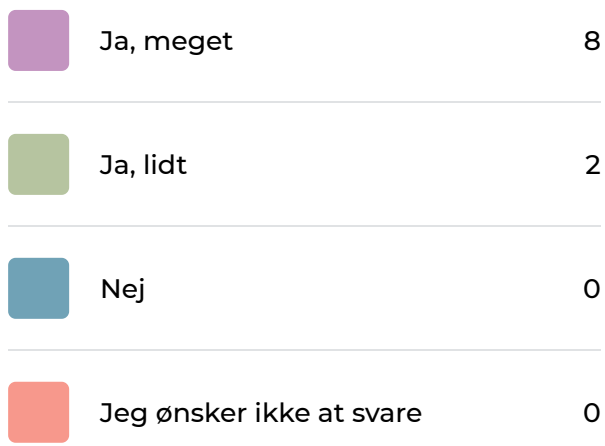 Ja, meget 8
Ja, lidt 2
Nej 0
Jeg ønsker ikke at svare 0